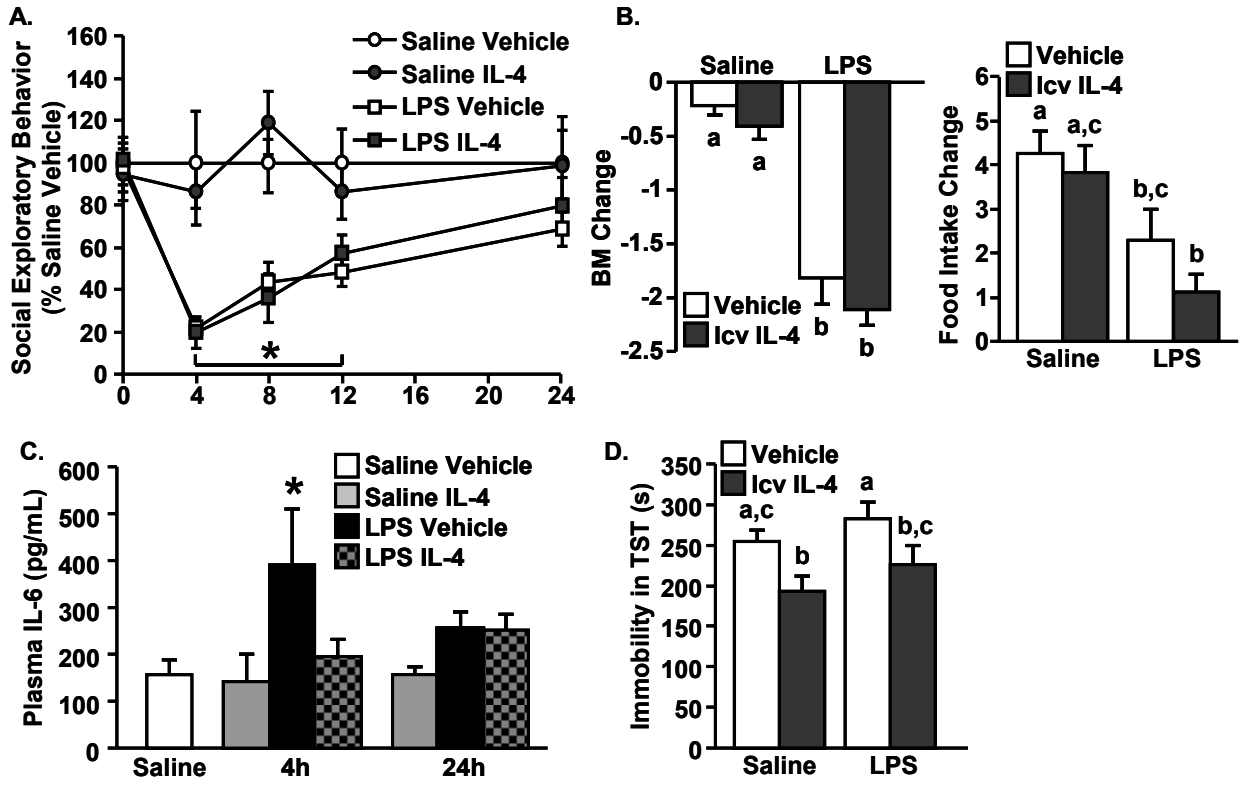 A.
Social Exploratory Behavior
(% Saline Vehicle)
160
140
120
100
80
60
40
20
0
Saline Vehicle
Saline IL-4
LPS Vehicle
LPS IL-4
*
0 4 8 12 16 20 24
B.
BM Change
Saline LPS
0
-0.5
-1
-1.5
-2
-2.5
a
a
b
b
Vehicle
Icv IL-4
Food Intake Change
Vehicle
Icv IL-4
6
5
4
3
2
1
0
a
a,c
b,c
b
Saline LPS
C.
Plasma IL-6 (pg/mL)
600
500
400
300
200
100
0
Saline Vehicle
Saline IL-4
LPS Vehicle
LPS IL-4
*
Saline 4h 24h
D.
Immobility in TST (s)
350
300
250
200
150
100
50
0
Vehicle
Icv IL-4
a,c
b
a
b,c
Saline LPS